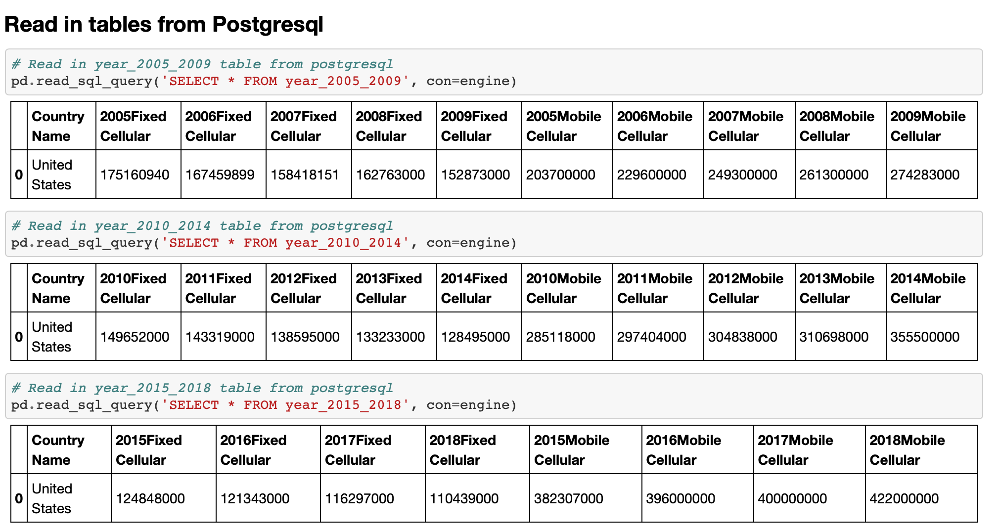 Read in tables from Postgresql
# Read in year_2005_2009 table from postgresql
pd.read_sql_query('SELECT * FROM year_2005_2009', con=engine)
Country 2005Fixed 2006Fixed 2007Fixed 2008Fixed 2009Fixed 2005Mobile 2006Mobile 2007Mobile 2008Mobile 2009Mobile
Name Cellular Cellular Cellular Cellular Cellular Cellular Cellular Cellular Cellular Cellular
United
0 175160940 167459899 158418151 162763000 152873000 203700000 229600000 249300000 261300000 274283000
States
# Read in year_2010_2014 table from postgresql
pd.read_sql_query('SELECT * FROM year_2010_2014', con=engine)
Country 2010Fixed 2011Fixed 2012Fixed 2013Fixed 2014Fixed 2010Mobile 2011Mobile 2012Mobile 2013Mobile 2014Mobile
Name Cellular Cellular Cellular Cellular Cellular Cellular Cellular Cellular Cellular Cellular
United
0 149652000 143319000 138595000 133233000 128495000 285118000 297404000 304838000 310698000 355500000
States
# Read in year_2015_2018 table from postgresql
pd.read_sql_query('SELECT * FROM year_2015_2018', con=engine)
Country 2015Fixed 2016Fixed 2017Fixed 2018Fixed 2015Mobile 2016Mobile 2017Mobile 2018Mobile
Name Cellular Cellular Cellular Cellular Cellular Cellular Cellular Cellular
United
0 124848000 121343000 116297000 110439000 382307000 396000000 400000000 422000000
States